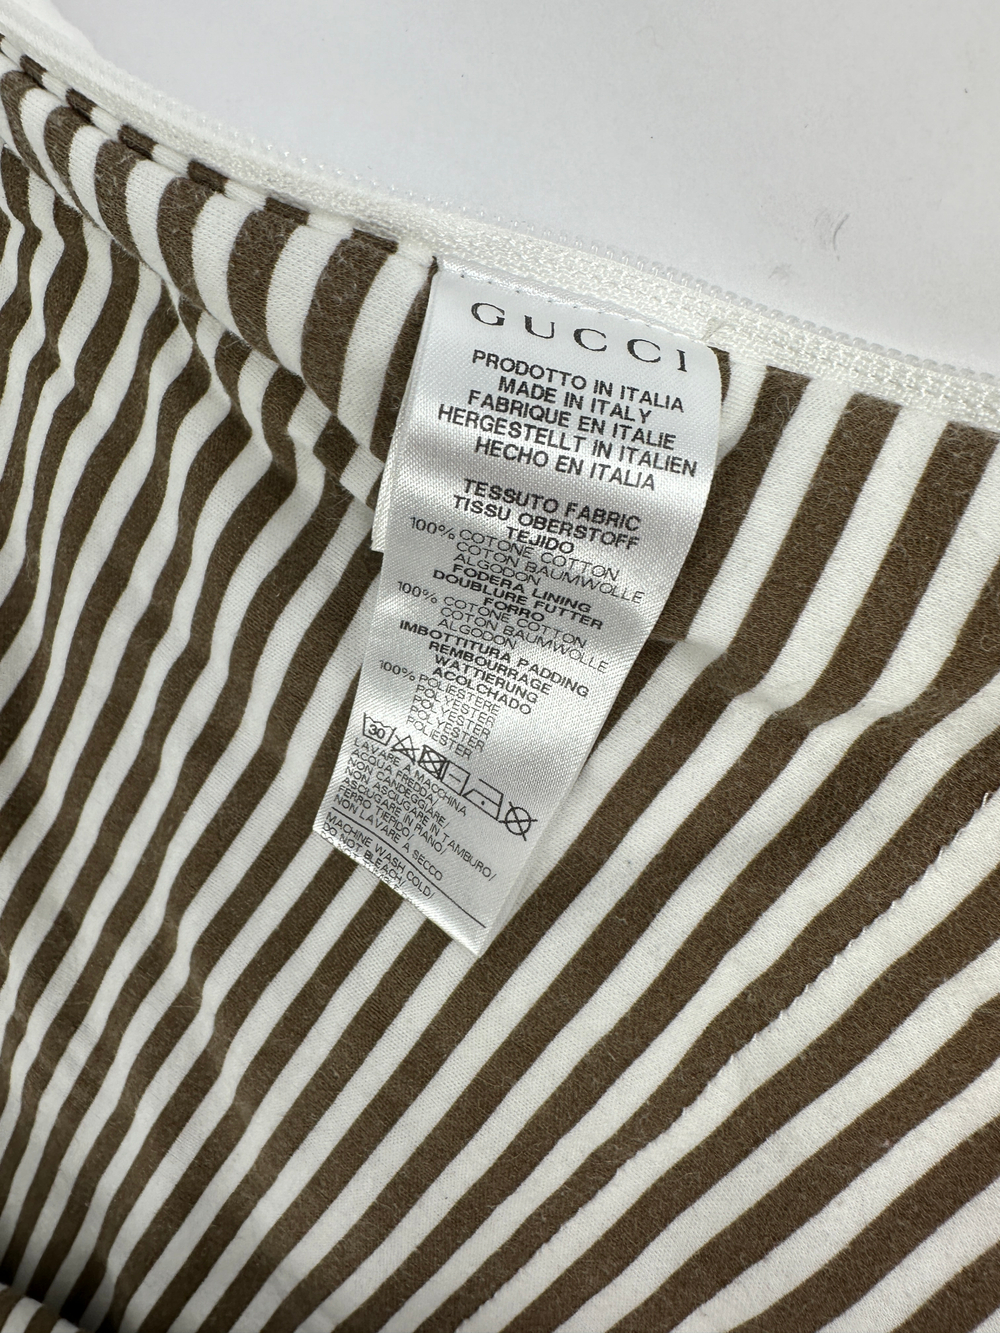 GUCCI
PRODOTTO IN ITALIA
MADE IN ITALY
FABRIQUE EN ITALIE
HERGESTELLT IN ITALIEN
HECHO EN ITALIA
TESSUTO FABRIC
TISSU OBERSTOFF
TEJIDO
100% COTONE COTTON
COTON BAUMWOLLE
ALGODON
FODERA LINING
DOUBLURE FUTTER
FORRO
100% COTONE COTTON
COTON BAUMWOLLE
ALGODON
IMBOTTITURA PADDING
REMBOURRAGE
WATTIERUNG
ACOLCHADO
100% POLIESTERE
POLYESTER
POLYESTER
POLYESTER
POLIESTER
30
LAVARE A MACCHINA
ACQUA FREDDA/
NON CANDEGGIARE/
NON ASCIUGARE IN TAMBURO/
ASCIUGARE IN PIANO/
FERRO TIEPIDO/
NON LAVARE A SECCO
MACHINE WASH COLD/
DO NOT BLEACH/